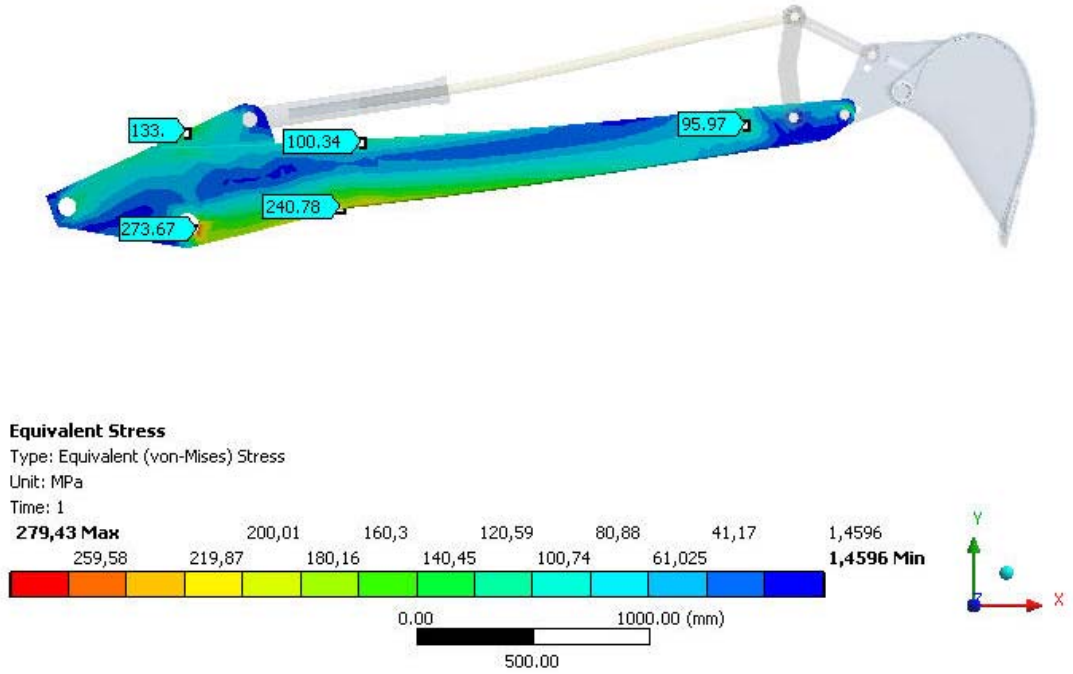 133.
100.34
95.97
240.78
273.67
Equivalent Stress
Type: Equivalent (von-Mises) Stress
Unit: MPa
Time: 1
279,43 Max 200,01 160,3 120,59 80,88 41,17 1,4596
259,58 219,87 180,16 140,45 100,74 61,025 1,4596 Min
0.00 1000.00 (mm)
500.00
Y
Z X